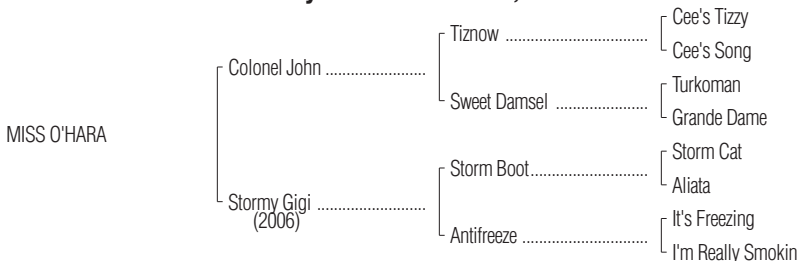 Cee's Tizzy
Tiznow
Cee's Song
Colonel John
Turkoman
Sweet Damsel
Grande Dame
MISS O'HARA
Storm Cat
Storm Boot
Aliata
Stormy Gigi
(2006)
It's Freezing
Antifreeze
I'm Really Smokin